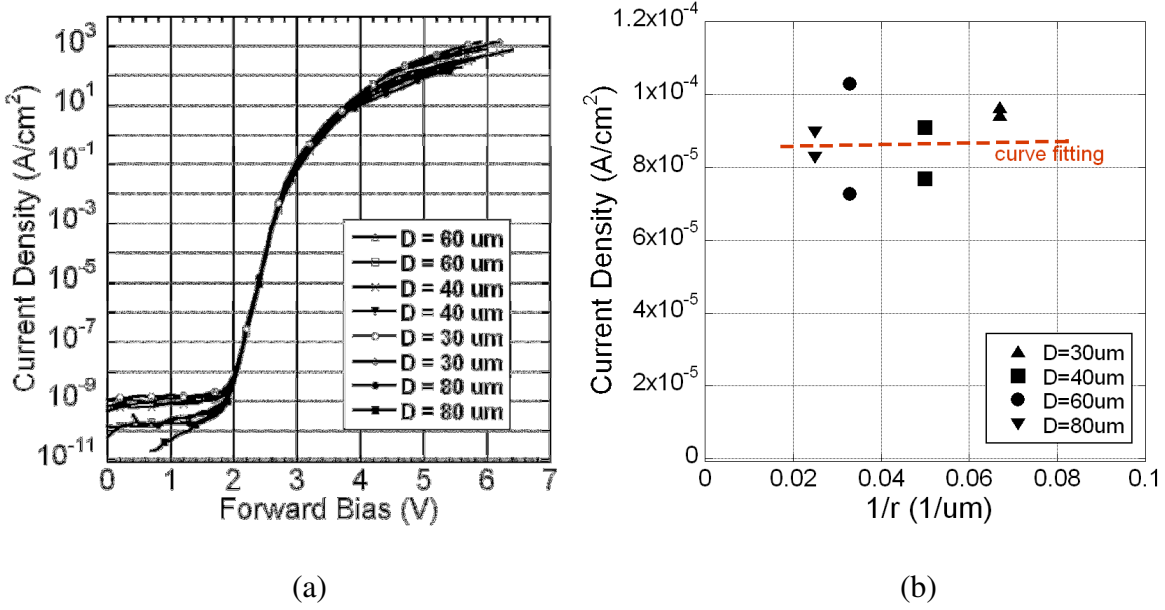 10³
10¹
10⁻¹
10⁻³
10⁻⁵
10⁻⁷
10⁻⁹
10⁻¹¹
Current Density (A/cm²)
0 1 2 3 4 5 6 7
Forward Bias (V)
D = 60 um
D = 60 um
D = 40 um
D = 40 um
D = 30 um
D = 30 um
D = 80 um
D = 80 um
(a)
1.2x10⁻⁴
1x10⁻⁴
8x10⁻⁵
6x10⁻⁵
4x10⁻⁵
2x10⁻⁵
0
Current Density (A/cm²)
curve fitting
D=30um
D=40um
D=60um
D=80um
0 0.02 0.04 0.06 0.08 0.1
1/r (1/um)
(b)